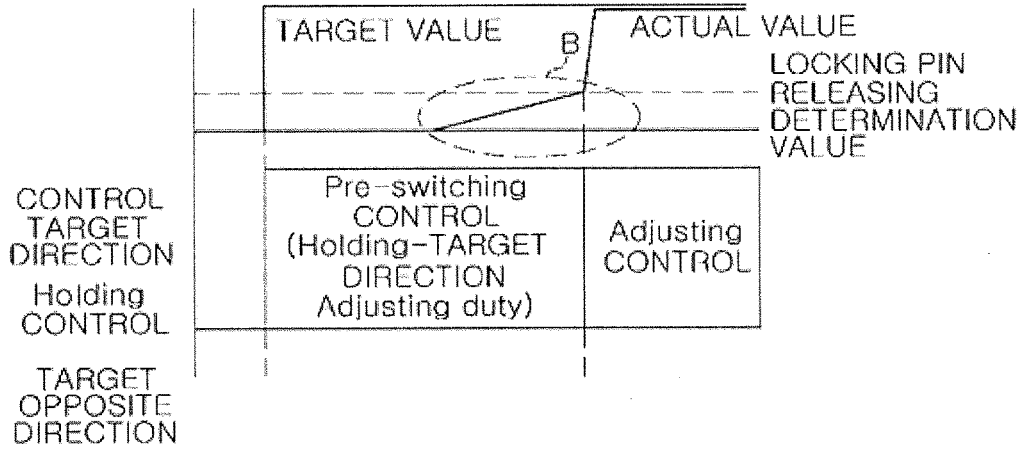 TARGET VALUE
B
ACTUAL VALUE
LOCKING PIN
RELEASING
DETERMINATION
VALUE
CONTROL
TARGET
DIRECTION
Holding
CONTROL
TARGET
OPPOSITE
DIRECTION
Pre-switching
CONTROL
(Holding-TARGET
DIRECTION
Adjusting duty)
Adjusting
CONTROL